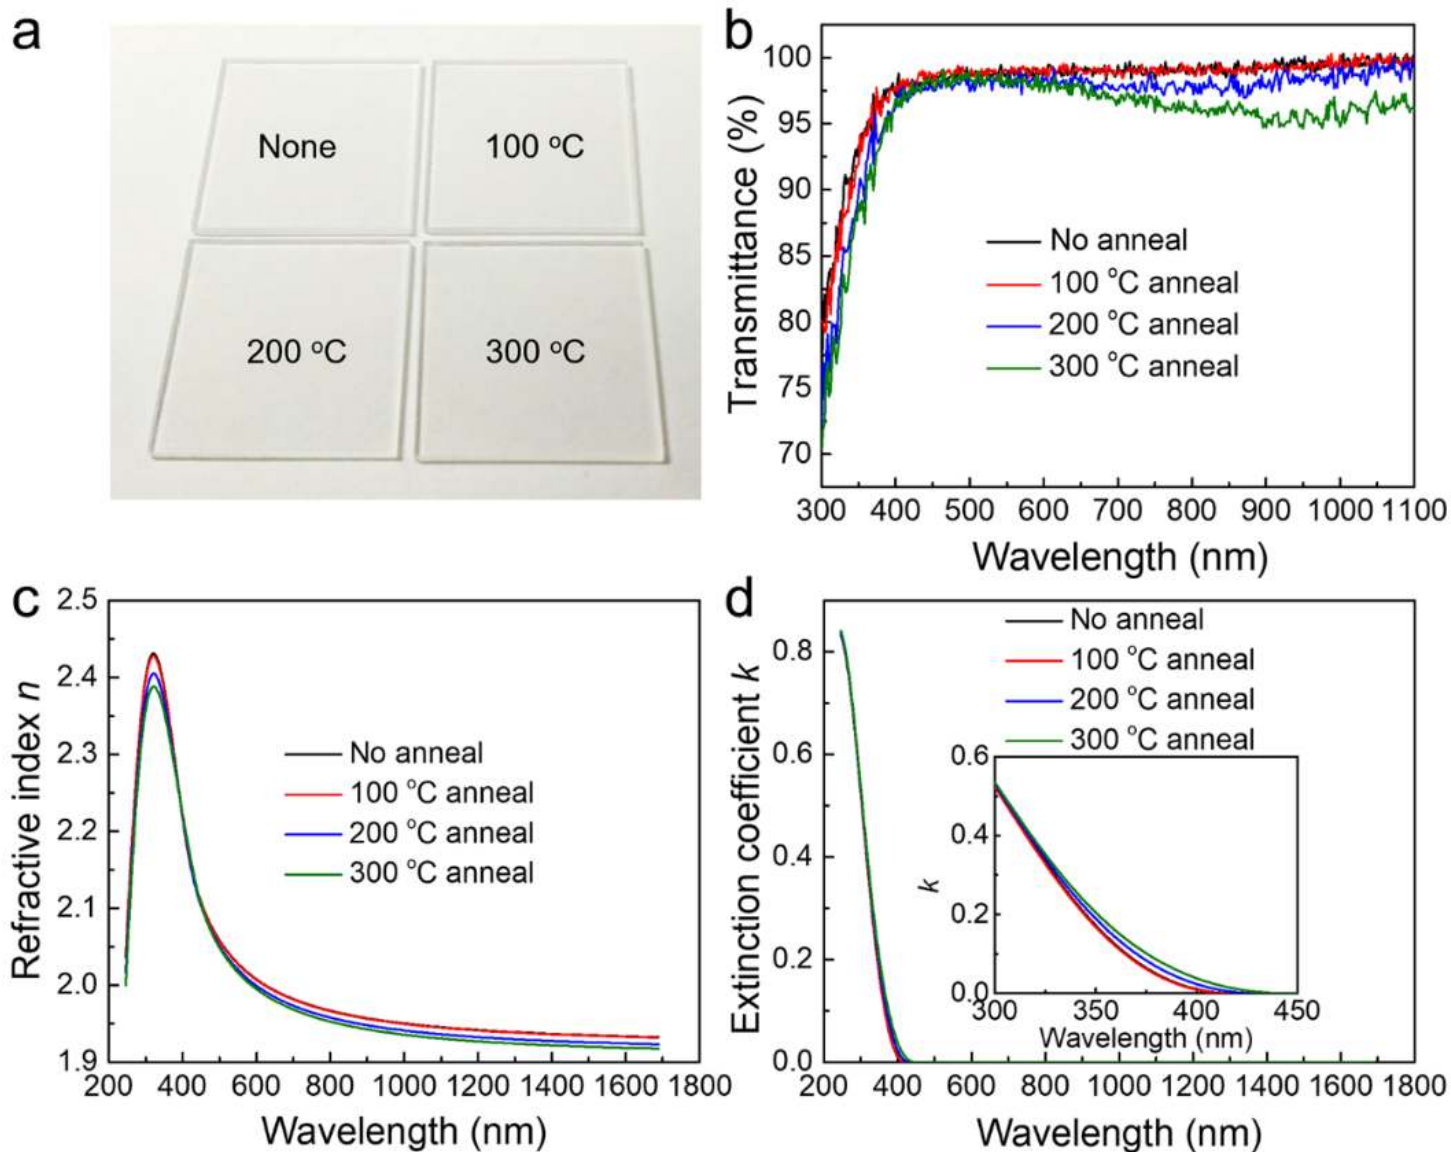 a
None
100 °C
200 °C
300 °C
b
Transmittance (%)
100
95
90
85
80
75
70
No anneal
100 °C anneal
200 °C anneal
300 °C anneal
300 400 500 600 700 800 900 1000 1100
Wavelength (nm)
c
Refractive index n
2.5
2.4
2.3
2.2
2.1
2.0
1.9
No anneal
100 °C anneal
200 °C anneal
300 °C anneal
200 400 600 800 1000 1200 1400 1600 1800
Wavelength (nm)
d
Extinction coefficient k
0.8
0.6
0.4
0.2
0.0
No anneal
100 °C anneal
200 °C anneal
300 °C anneal
k
0.6
0.4
0.2
0.0
300 350 400 450
Wavelength (nm)
200 400 600 800 1000 1200 1400 1600 1800
Wavelength (nm)